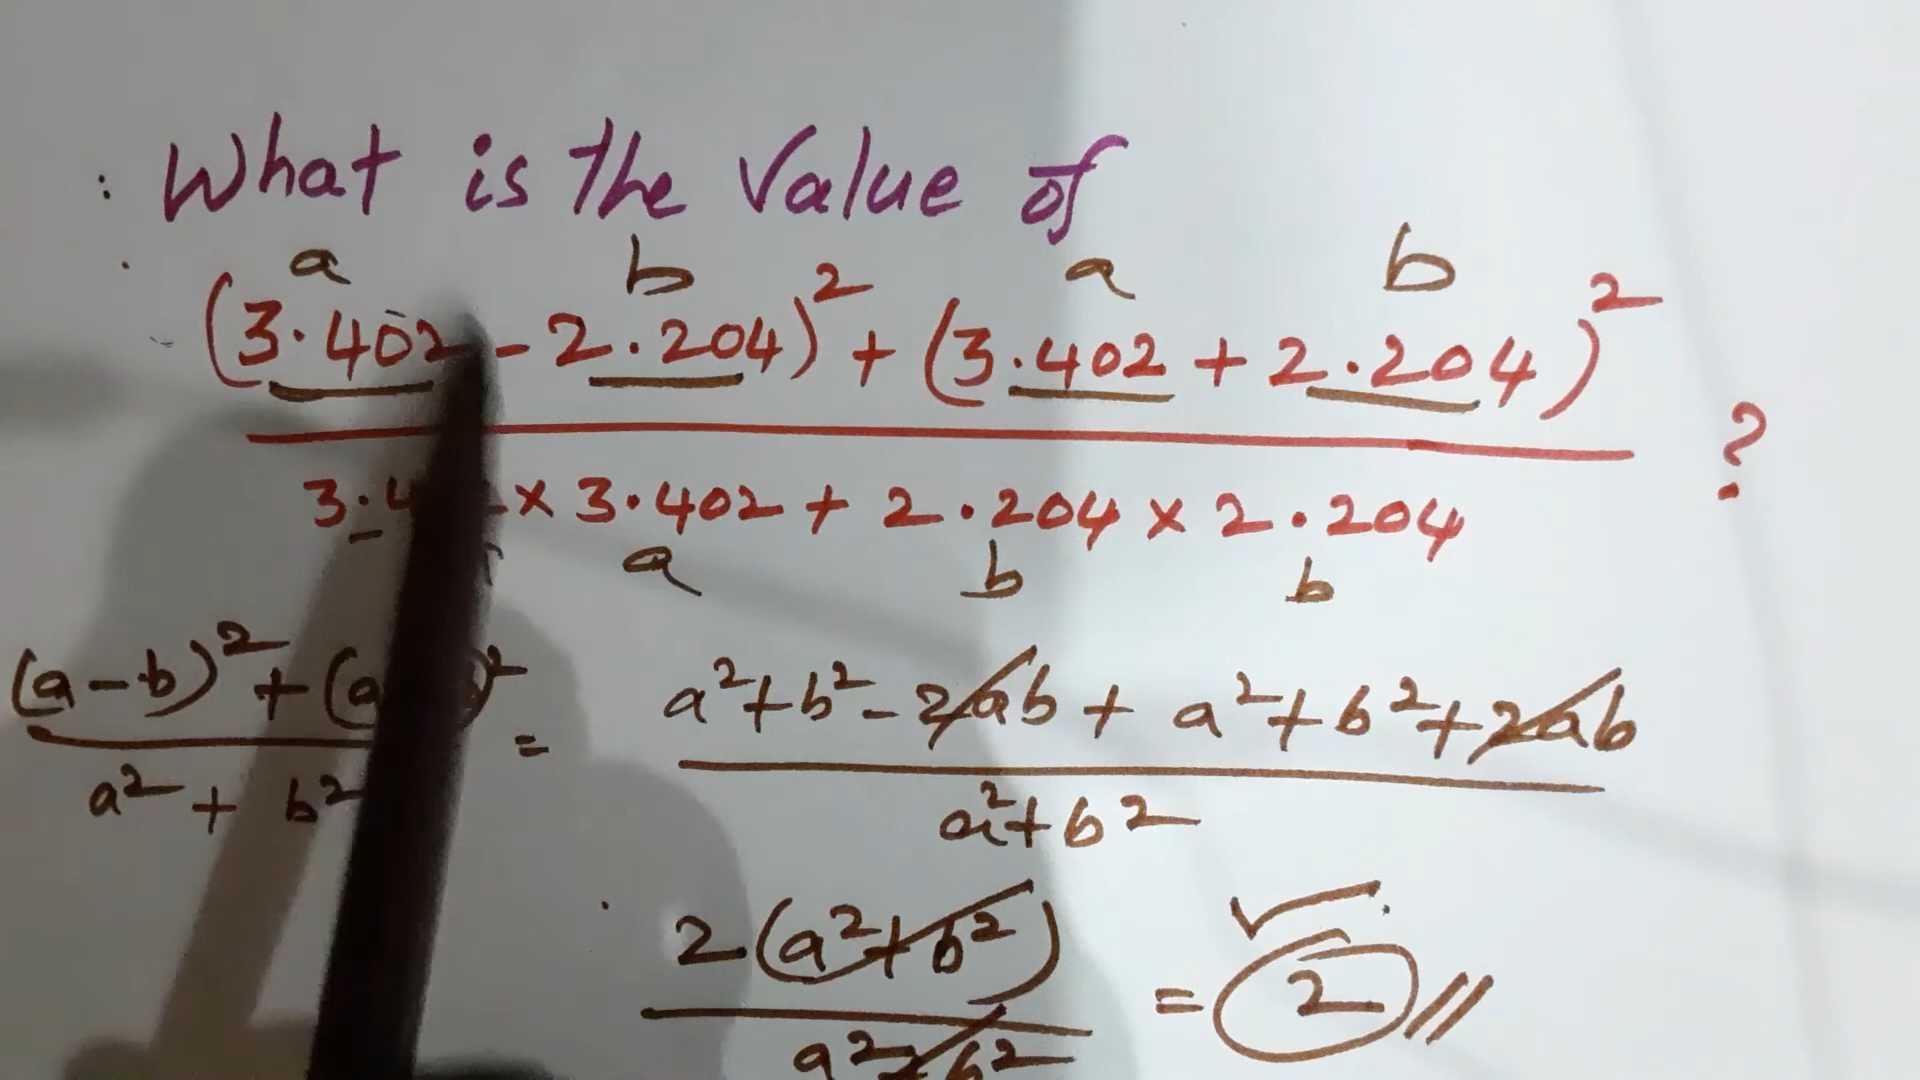 What is the Value of
a b a b
(3.402 - 2.204)² + (3.402 + 2.204)²
?
3.4 × 3.402 + 2.204 × 2.204
a b b
(a-b)² + (a )² = a²+b²-2ab + a²+b²+2ab
a² + b² a²+b²
2(a²+b²) = 2
a²+b²